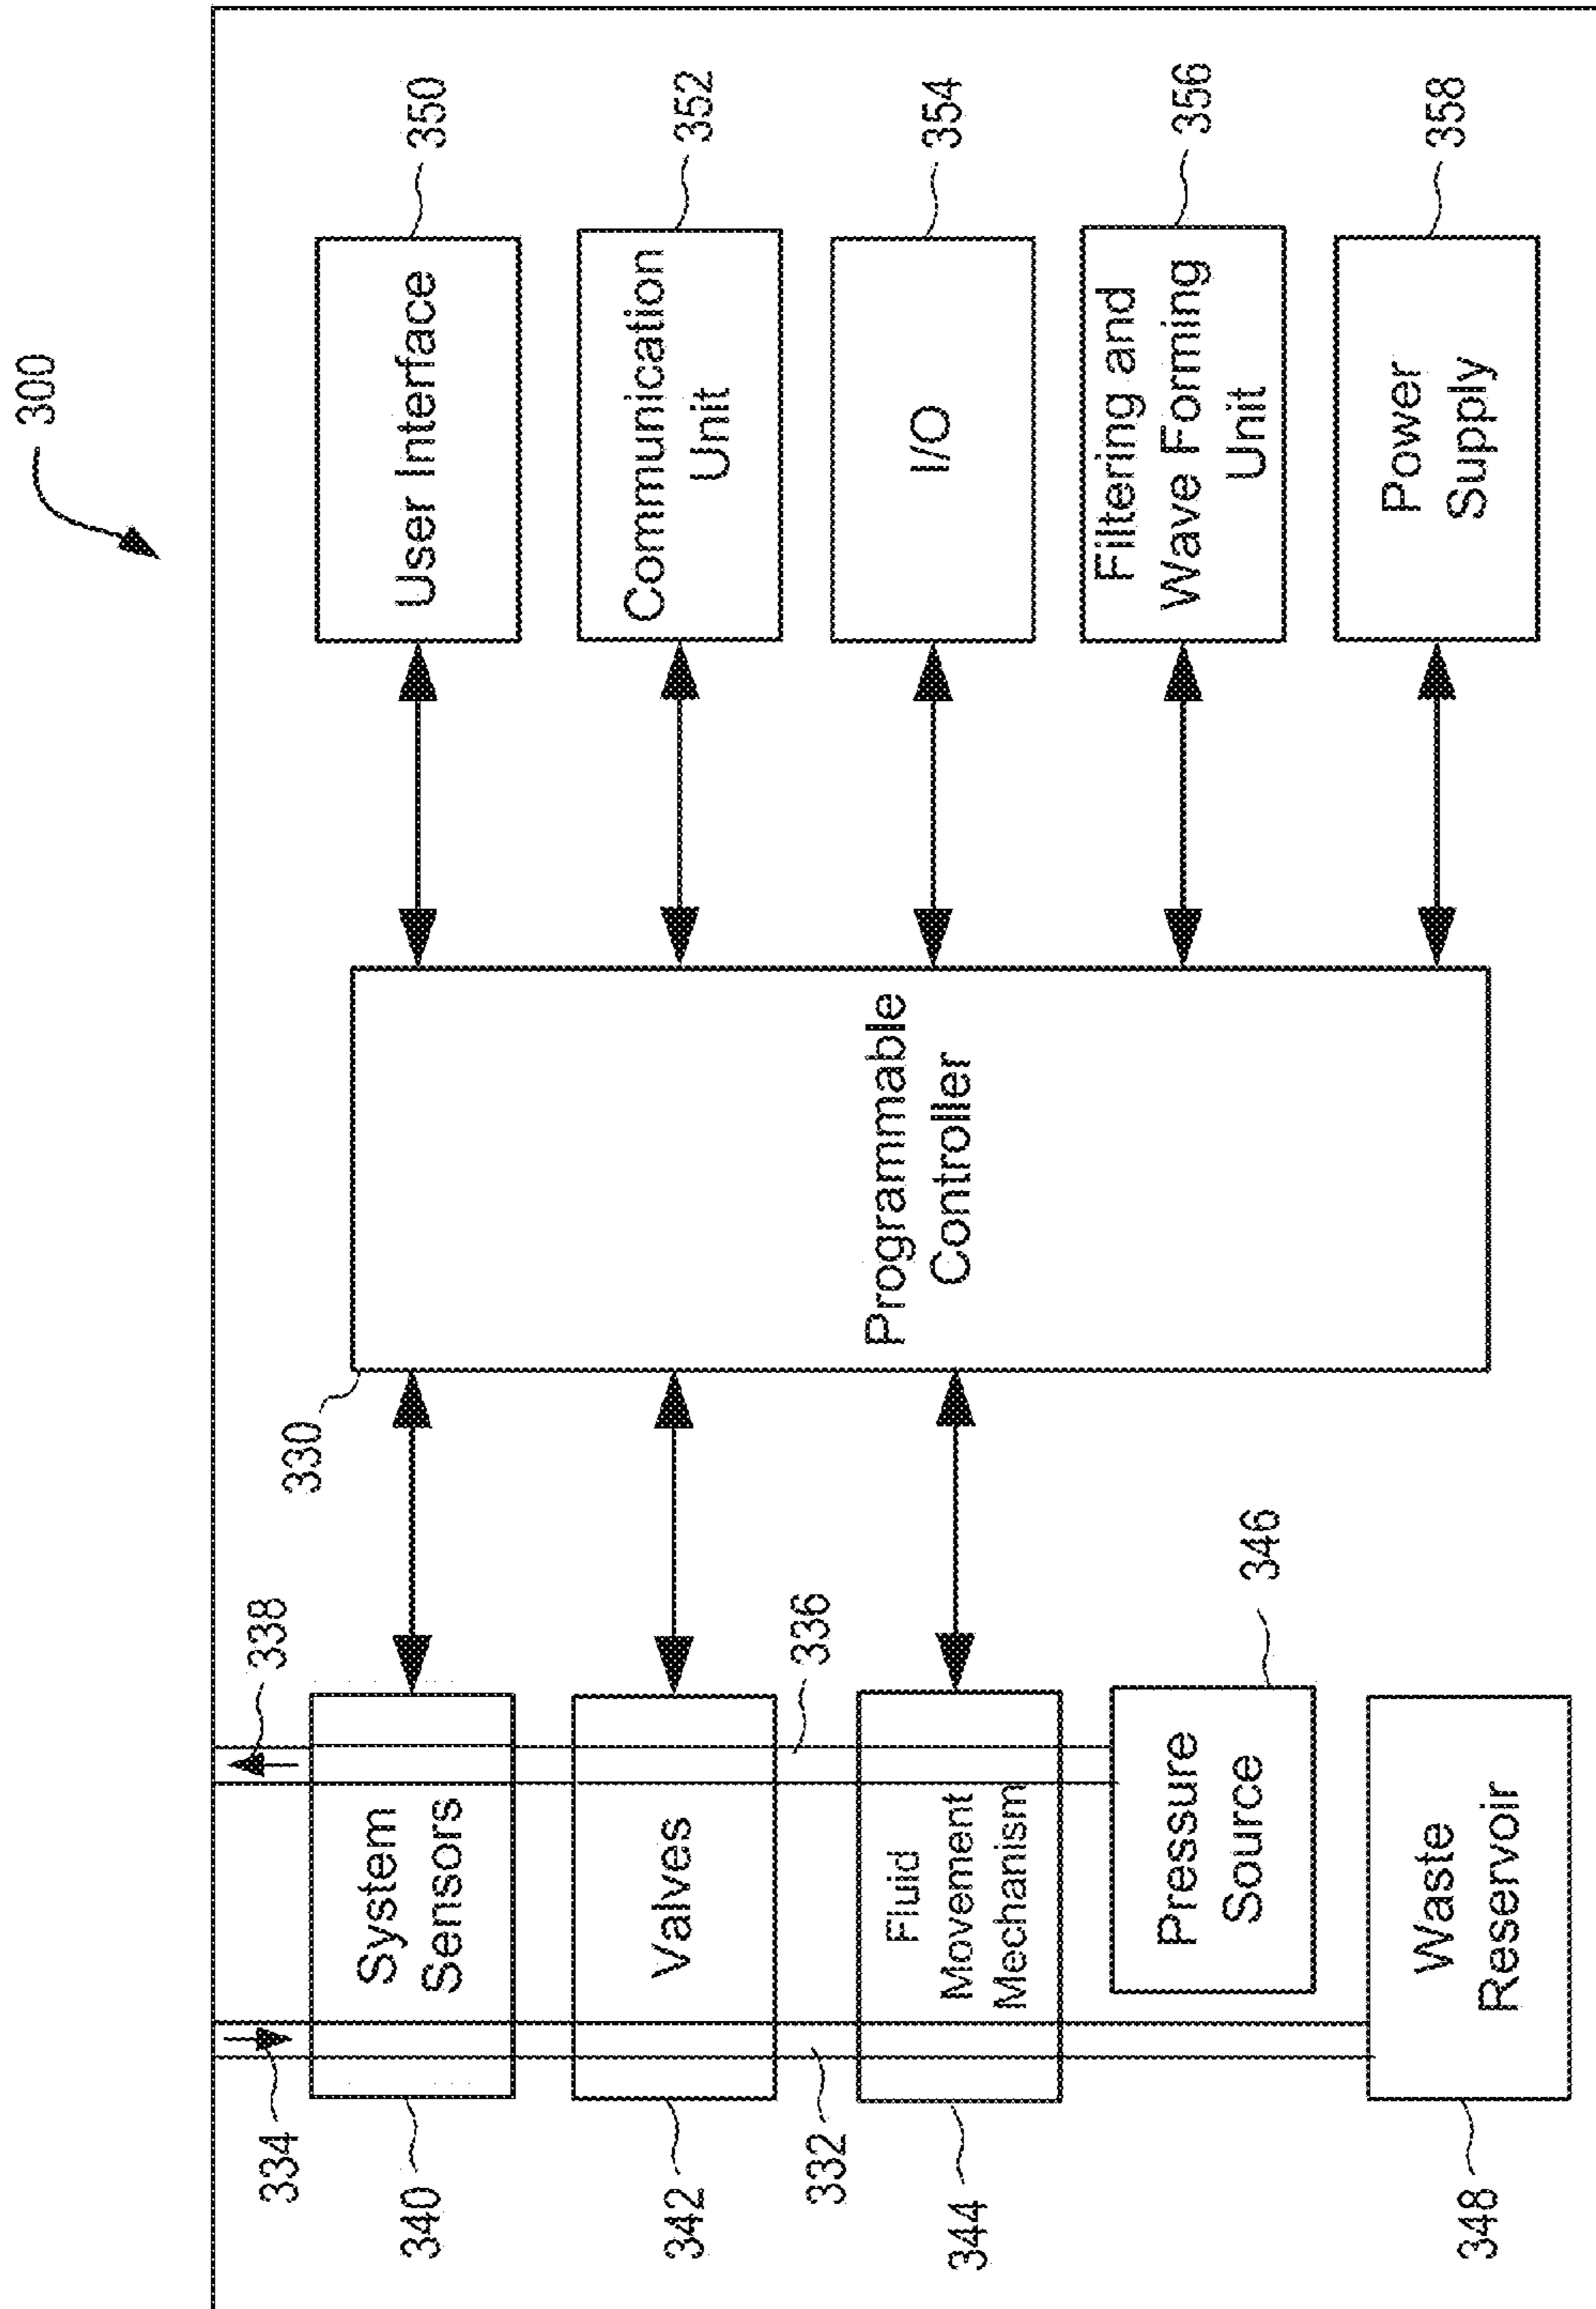 300
334
338
340
System
Sensors
330
350
User Interface
342
Valves
352
Communication
Unit
332
336
344
Fluid
Movement
Mechanism
Programmable
Controller
354
I/O
346
Pressure
Source
356
Filtering and
Wave Forming
Unit
348
Waste
Reservoir
358
Power
Supply